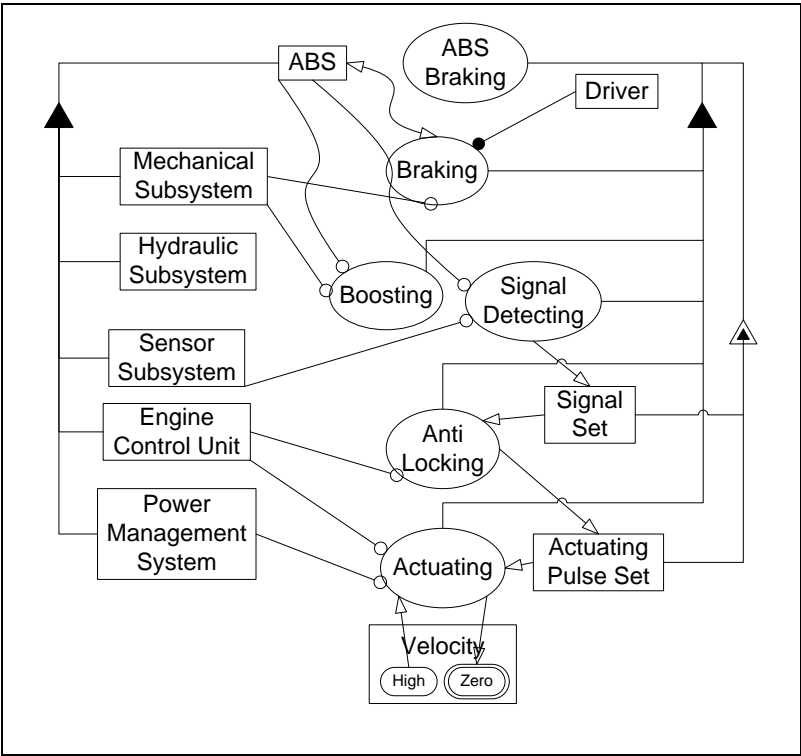 ABS
ABS
Braking
Driver
Mechanical
Subsystem
Braking
Hydraulic
Subsystem
Boosting
Signal
Detecting
Sensor
Subsystem
Signal
Set
Engine
Control Unit
Anti
Locking
Power
Management
System
Actuating
Actuating
Pulse Set
Velocity
High
Zero